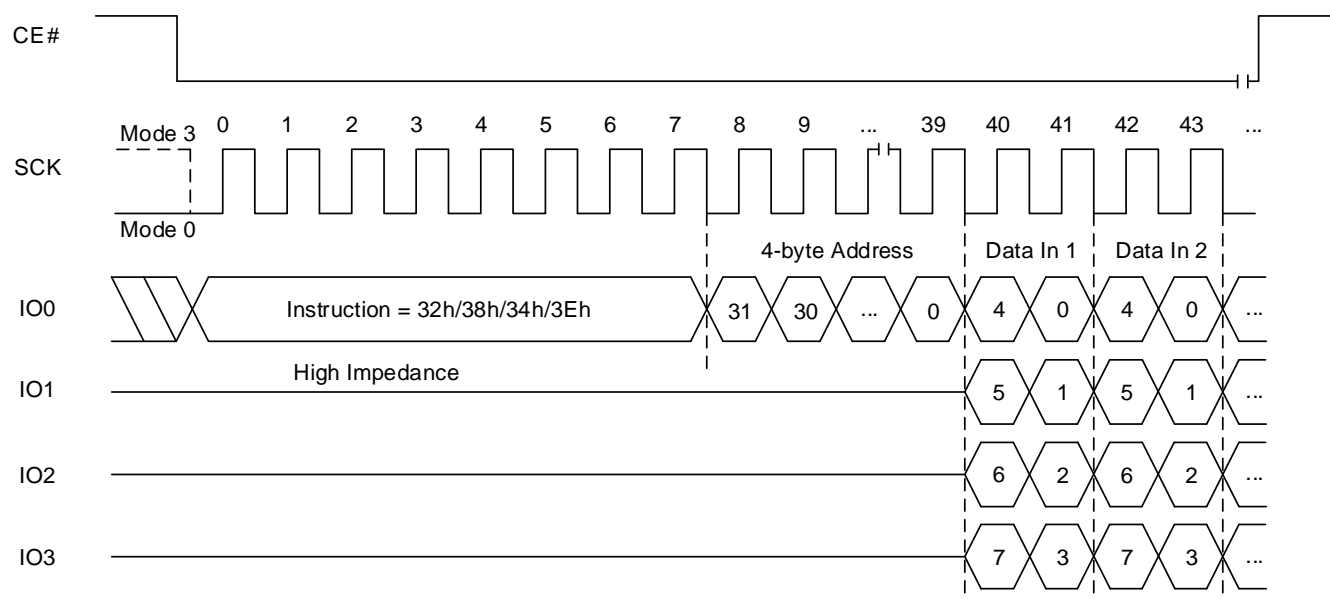 CE#
Mode 3 0 1 2 3 4 5 6 7 8 9 ... 39 40 41 42 43 ...
SCK
Mode 0
4-byte Address Data In 1 Data In 2
IO0 Instruction = 32h/38h/34h/3Eh 31 30 ... 0 4 0 4 0 ...
High Impedance
IO1 5 1 5 1 ...
IO2 6 2 6 2 ...
IO3 7 3 7 3 ...